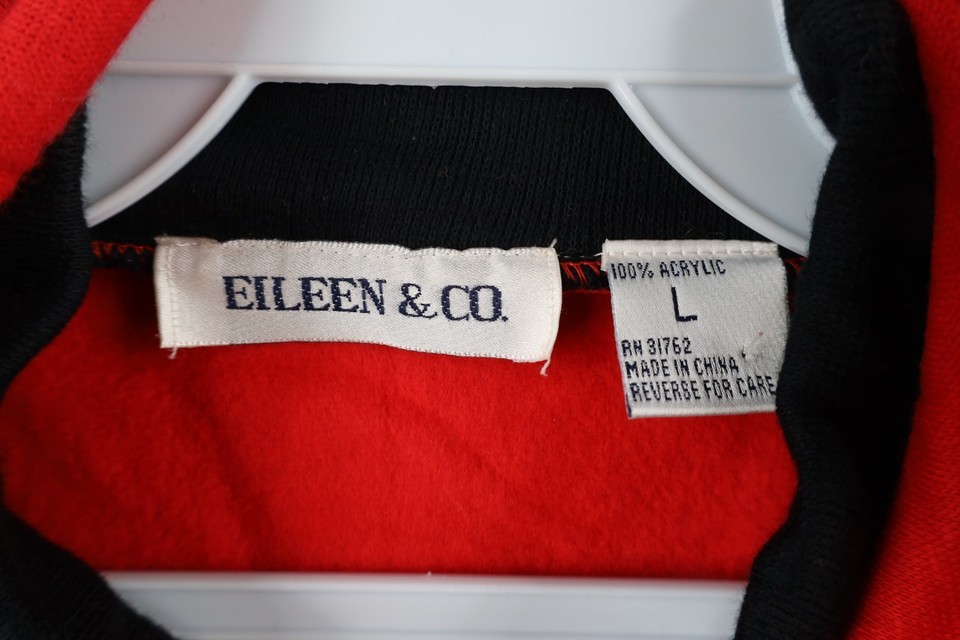 EILEEN & CO.
100% ACRYLIC
L
RN 31762
MADE IN CHINA
REVERSE FOR CARE